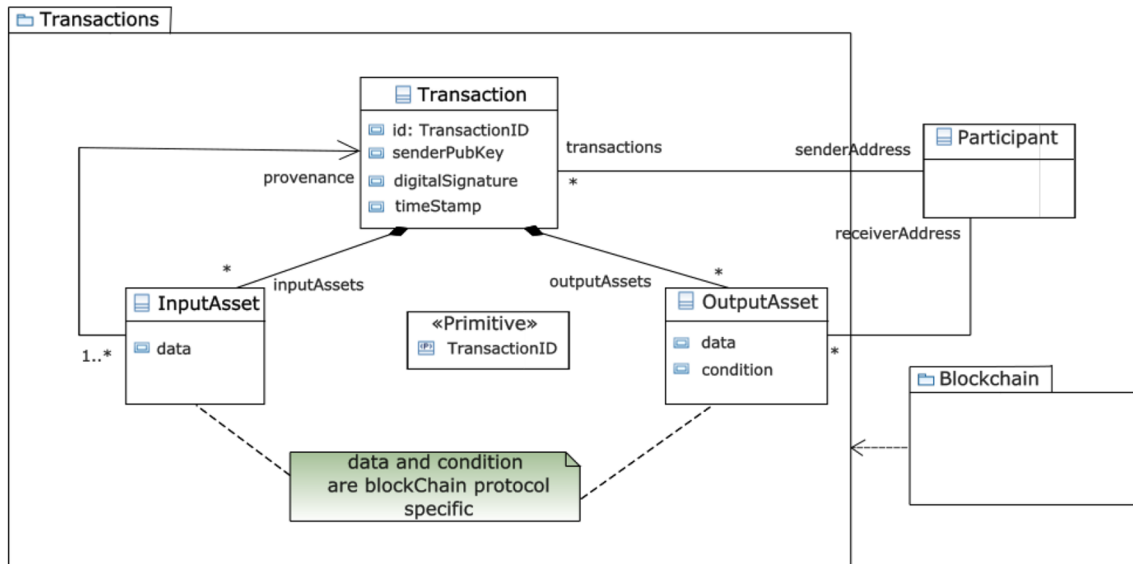 Transactions
Transaction
id: TransactionID
senderPubKey
digitalSignature
timeStamp
transactions
*
senderAddress
Participant
provenance
receiverAddress
*
inputAssets
outputAssets
*
InputAsset
data
1..*
«Primitive»
TransactionID
OutputAsset
data
condition
*
Blockchain
data and condition
are blockChain protocol
specific